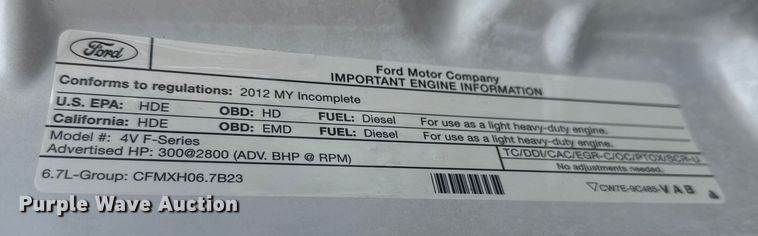 Ford
Ford Motor Company
IMPORTANT ENGINE INFORMATION
Conforms to regulations: 2012 MY Incomplete
U.S. EPA: HDE OBD: HD FUEL: Diesel For use as a light heavy-duty engine.
California: HDE OBD: EMD FUEL: Diesel For use as a light heavy-duty engine.
Model #: 4V F-Series
Advertised HP: 300@2800 (ADV. BHP @ RPM)
TC/DDI/CAC/EGR-C/OC/PTOX/SCR-U
No adjustments needed.
6.7L-Group: CFMXH06.7B23
CW7E-9C485-VAB
Purple Wave Auction